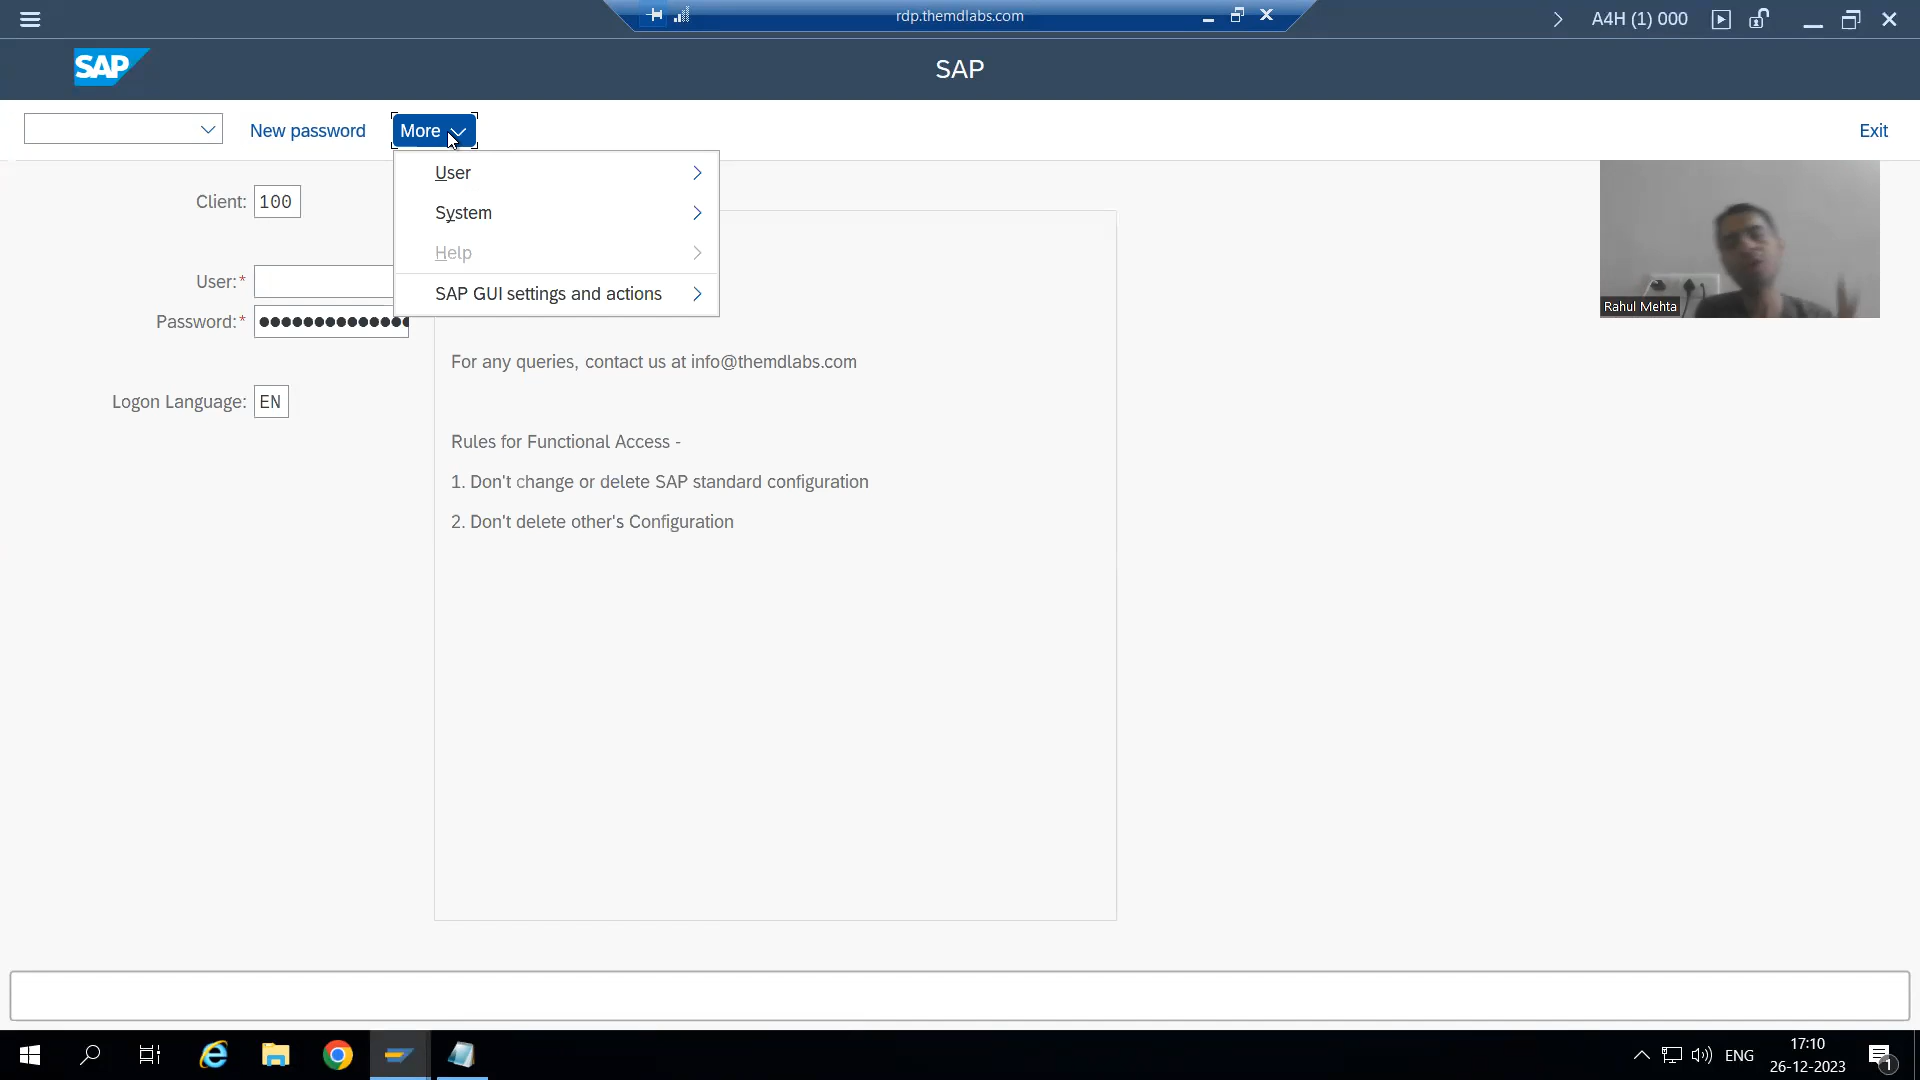 rdp.themdlabs.com
A4H (1) 000
SAP
SAP
New password
More
Exit
User
System
Help
SAP GUI settings and actions
Client: 100
User:*
Password:* ●●●●●●●●●●●●●●
Logon Language: EN
Rahul Mehta
For any queries, contact us at info@themdlabs.com
Rules for Functional Access -
1. Don't change or delete SAP standard configuration
2. Don't delete other's Configuration
ENG
17:10
26-12-2023
1